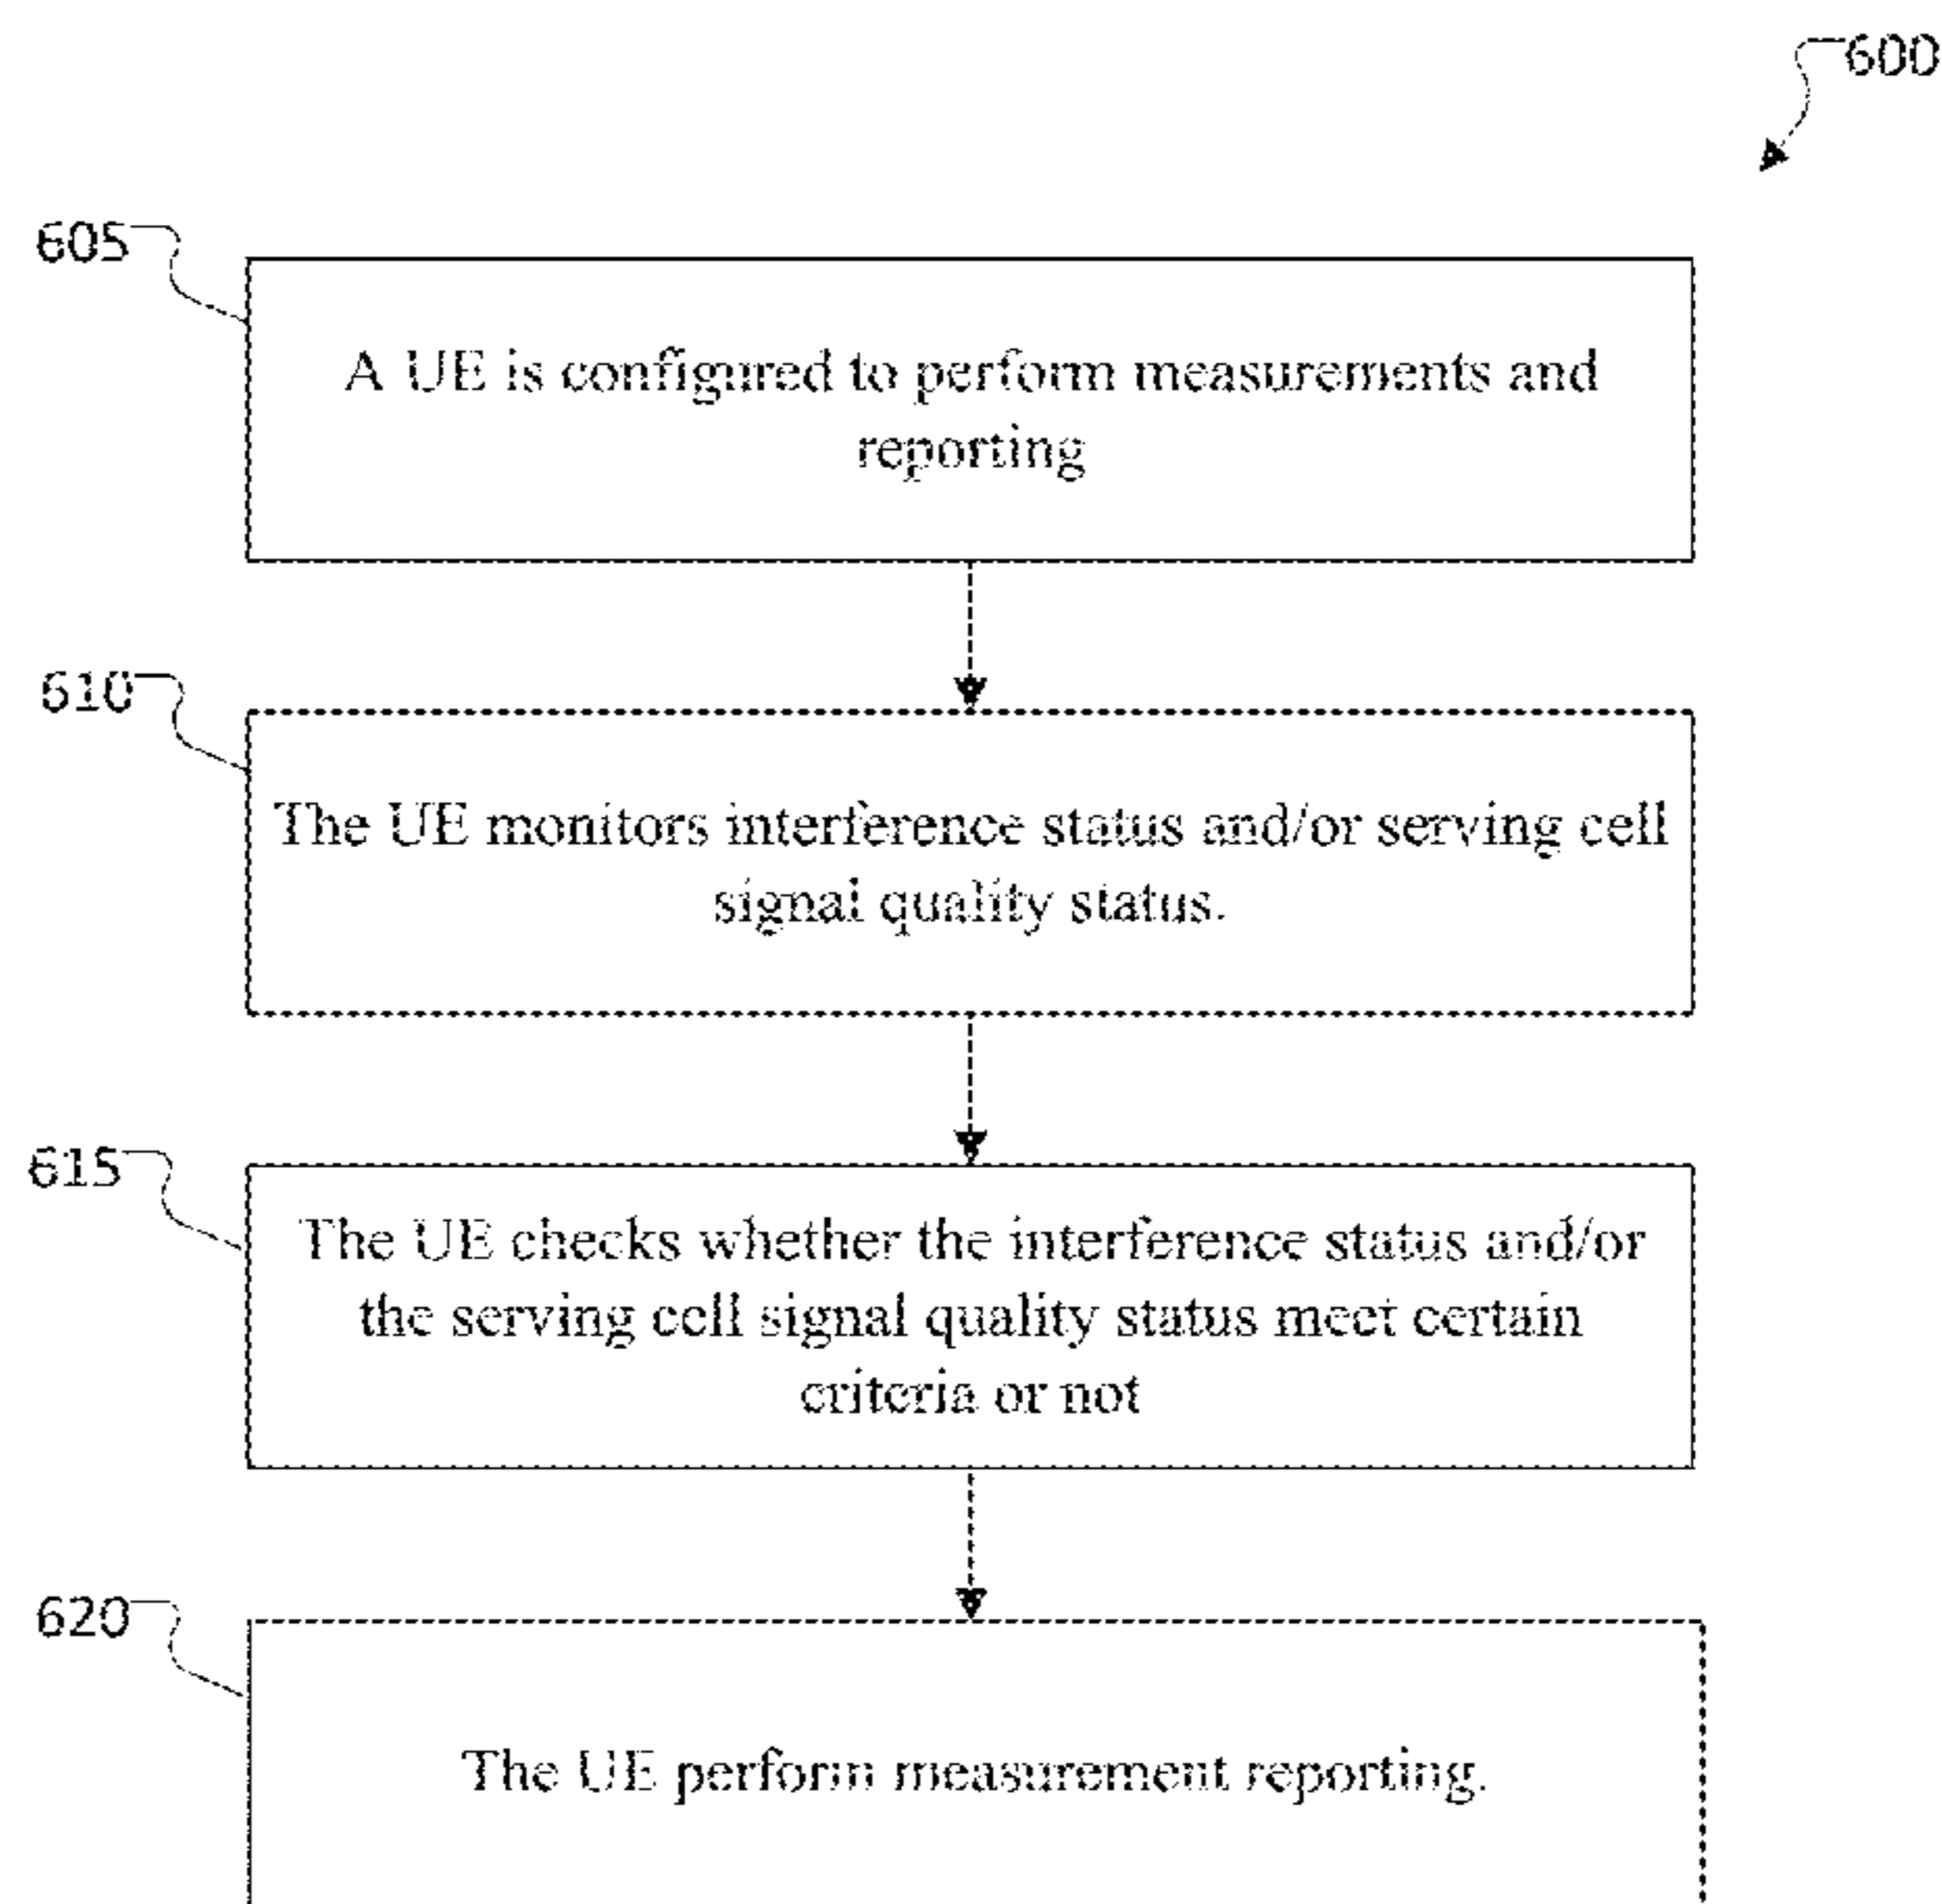 600
605
A UE is configured to perform measurements and
reporting
610
The UE monitors interference status and/or serving cell
signal quality status.
615
The UE checks whether the interference status and/or
the serving cell signal quality status meet certain
criteria or not
620
The UE perform measurement reporting.